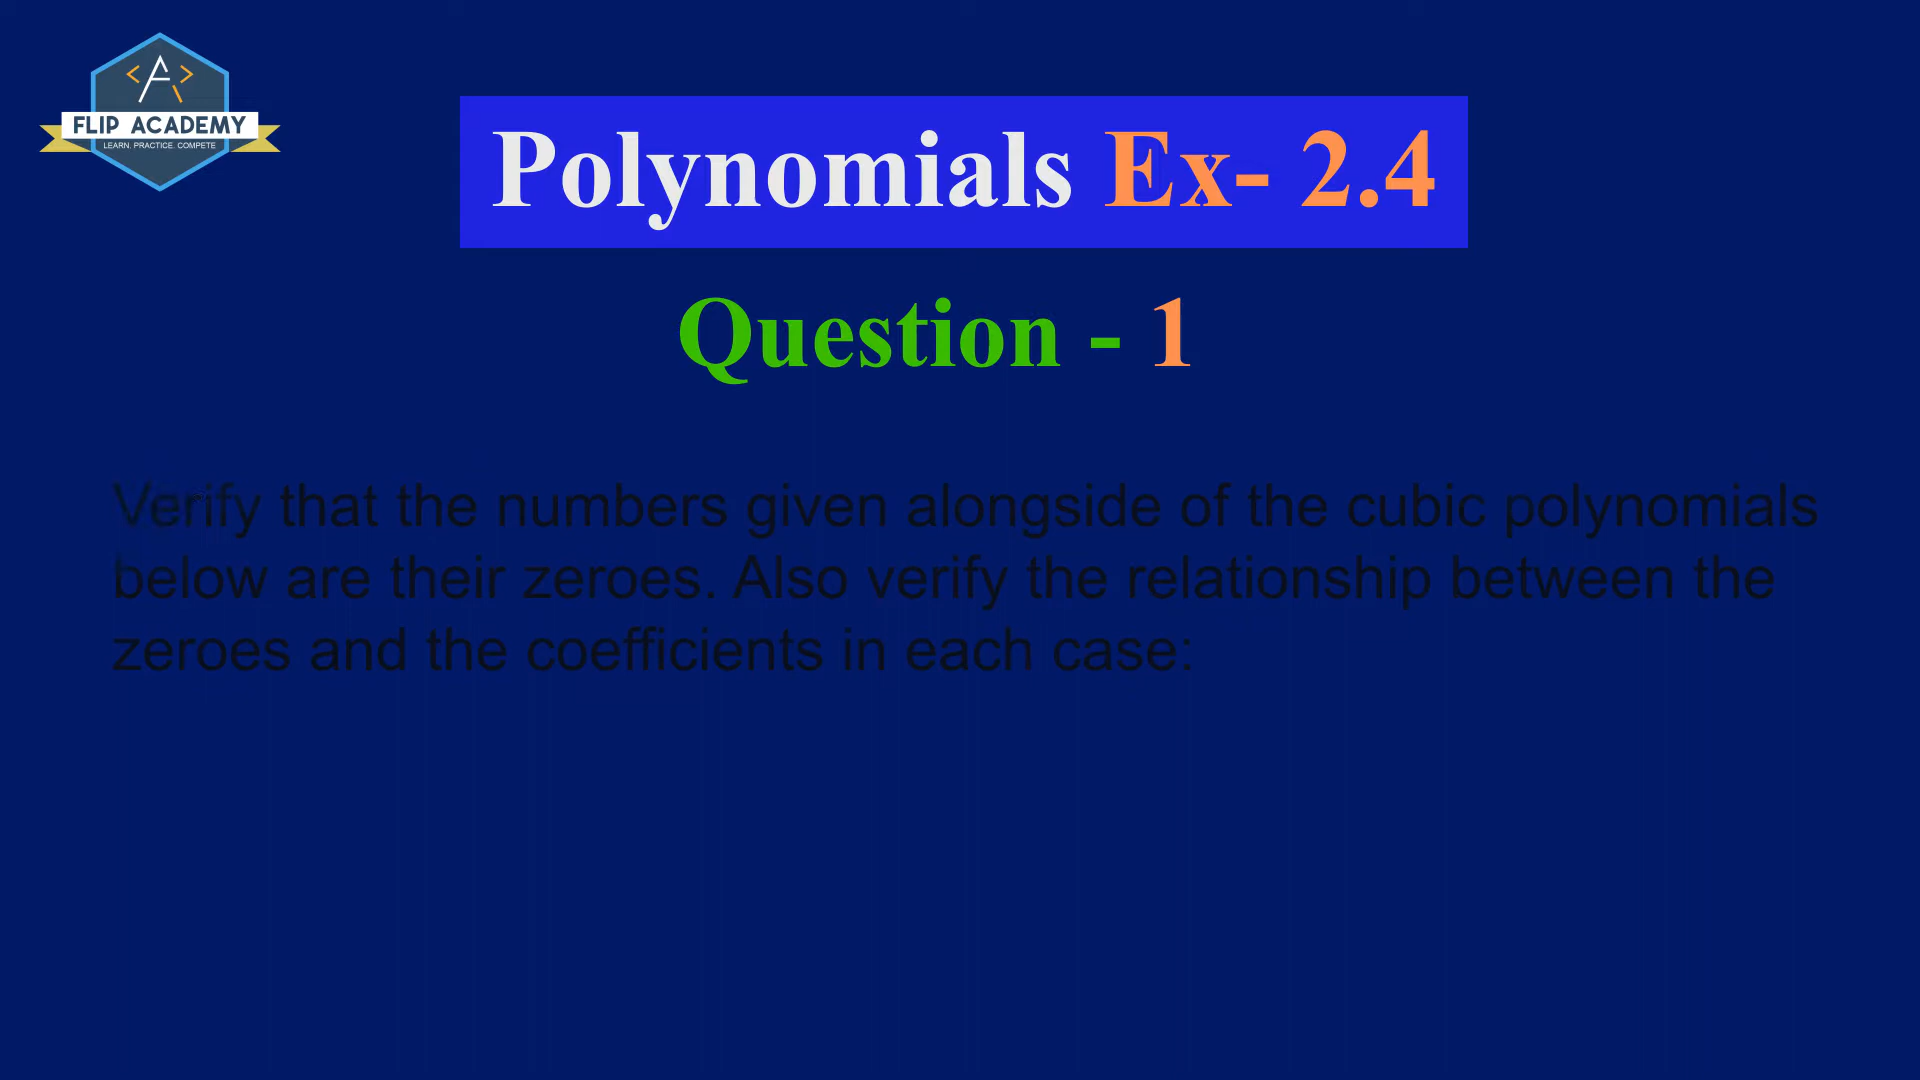 FLIP ACADEMY
LEARN. PRACTICE. COMPETE
Polynomials Ex- 2.4
Question - 1
Verify that the numbers given alongside of the cubic polynomials
below are their zeroes. Also verify the relationship between the
zeroes and the coefficients in each case: